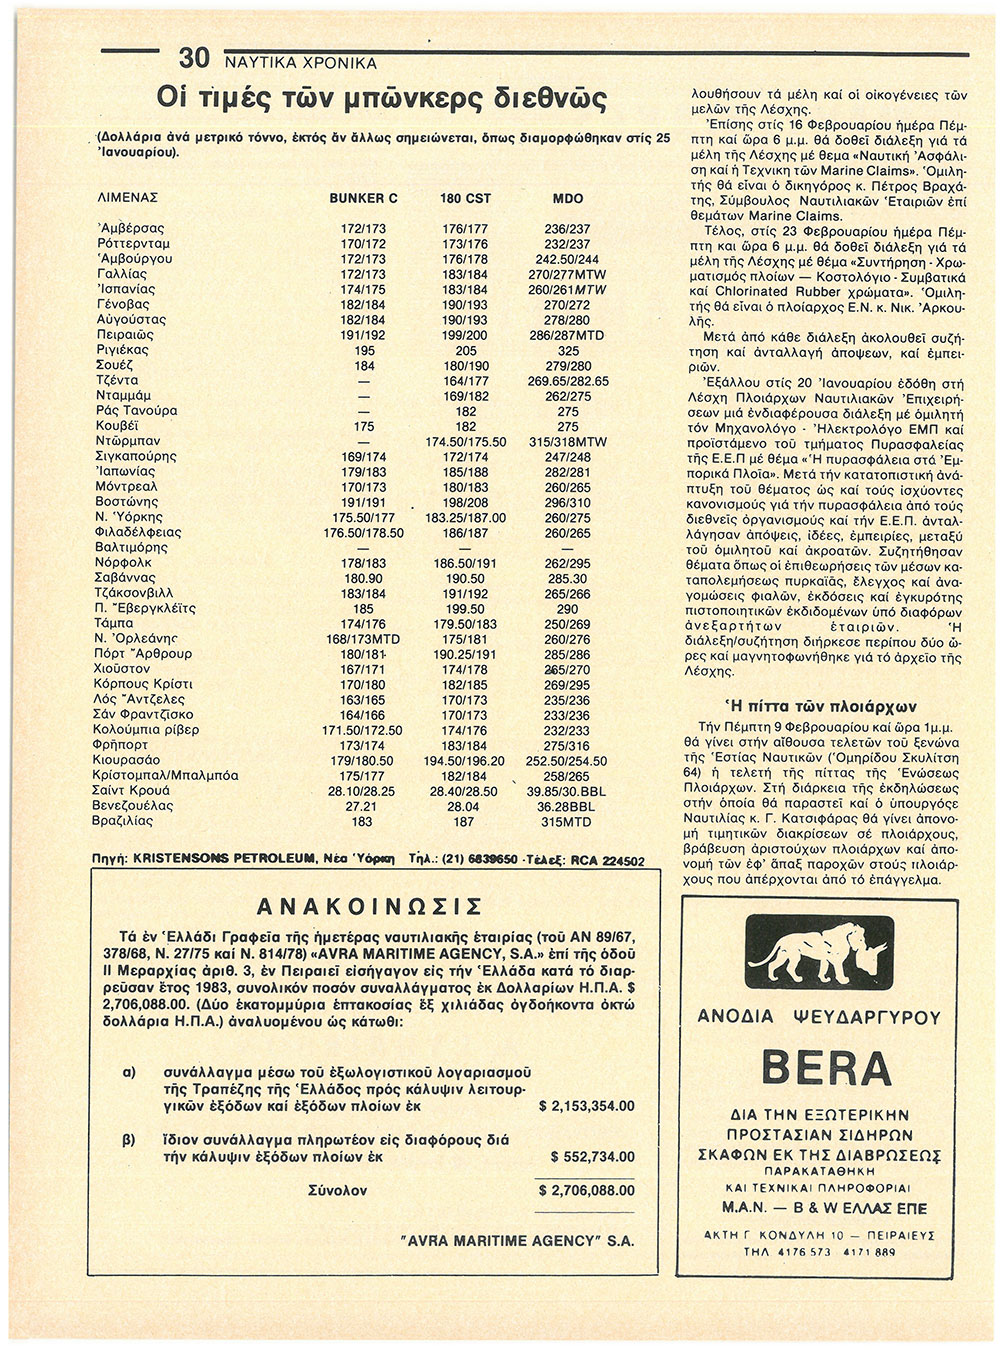 30 ΝΑΥΤΙΚΑ ΧΡΟΝΙΚΑ
Οἱ τιμές τῶν μπῶνκερς διεθνῶς
(Δολλάρια ἀνά μετρικό τόννο, ἐκτός ἄν ἄλλως σημειώνεται, ὅπως διαμορφώθηκαν στίς 25
Ἰανουαρίου).
ΛΙΜΕΝΑΣ BUNKER C 180 CST MDO
Ἀμβέρσας 172/173 176/177 236/237
Ρόττερνταμ 170/172 173/176 232/237
Ἀμβούργου 172/173 176/178 242.50/244
Γαλλίας 172/173 183/184 270/277MTW
Ἰσπανίας 174/175 183/184 260/261MTW
Γένοβας 182/184 190/193 270/272
Αὐγούστας 182/184 190/193 278/280
Πειραιῶς 191/192 199/200 286/287MTD
Ριγιέκας 195 205 325
Σουέζ 184 180/190 279/280
Τζέντα — 164/177 269.65/282.65
Νταμμάμ — 169/182 262/275
Ράς Τανούρα — 182 275
Κουβέϊ 175 182 275
Ντῶρμπαν — 174.50/175.50 315/318MTW
Σιγκαπούρης 169/174 172/174 247/248
Ἰαπωνίας 179/183 185/188 282/281
Μόντρεαλ 170/173 180/183 260/265
Βοστώνης 191/191 198/208 296/310
Ν. Ὑόρκης 175.50/177 183.25/187.00 260/275
Φιλαδέλφειας 176.50/178.50 186/187 260/265
Βαλτιμόρης — — —
Νόρφολκ 178/183 186.50/191 262/295
Σαβάννας 180.90 190.50 285.30
Τζάκσονβιλλ 183/184 191/192 265/266
Π. Ἔβεργκλέϊτς 185 199.50 290
Τάμπα 174/176 179.50/183 250/269
Ν. Ὀρλεάνης 168/173MTD 175/181 260/276
Πόρτ Ἄρθρουρ 180/181 190.25/191 285/286
Χιοῦστον 167/171 174/178 265/270
Κόρπους Κρίστι 170/180 182/185 269/295
Λός Ἄντζελες 163/165 170/173 235/236
Σάν Φραντζῖσκο 164/166 170/173 233/236
Κολούμπια ρίβερ 171.50/172.50 174/176 232/233
Φρῆπορτ 173/174 183/184 275/316
Κιουρασάο 179/180.50 194.50/196.20 252.50/254.50
Κρίστομπαλ/Μπαλμπόα 175/177 182/184 258/265
Σαίντ Κρουά 28.10/28.25 28.40/28.50 39.85/30.BBL
Βενεζουέλας 27.21 28.04 36.28BBL
Βραζιλίας 183 187 315MTD
Πηγή: KRISTENSONS PETROLEUM, Νέα Ὑόρκη Τηλ.: (21) 6839650 -Τέλεξ: RCA 224502
ΑΝΑΚΟΙΝΩΣΙΣ
Τά ἐν Ἑλλάδι Γραφεῖα τῆς ἡμετέρας ναυτιλιακῆς ἑταιρίας (τοῦ ΑΝ 89/67,
378/68, Ν. 27/75 καί Ν. 814/78) «AVRA MARITIME AGENCY, S.A.» ἐπί τῆς ὁδοῦ
ΙΙ Μεραρχίας ἀριθ. 3, ἐν Πειραιεῖ εἰσήγαγον εἰς τήν Ἑλλάδα κατά τό διαρ-
ρεῦσαν ἔτος 1983, συνολικόν ποσόν συναλλάγματος ἐκ Δολλαρίων Η.Π.Α. $
2,706,088.00. (Δύο ἑκατομμύρια ἑπτακοσίας ἕξ χιλιάδας ὀγδοήκοντα ὀκτώ
δολλάρια Η.Π.Α.) ἀναλυομένου ὡς κάτωθι:
α) συνάλλαγμα μέσω τοῦ ἐξωλογιστικοῦ λογαριασμοῦ
τῆς Τραπέζης τῆς Ἑλλάδος πρός κάλυψιν λειτουρ-
γικῶν ἐξόδων καί ἐξόδων πλοίων ἐκ $ 2,153,354.00
β) ἴδιον συνάλλαγμα πληρωτέον εἰς διαφόρους διά
τήν κάλυψιν ἐξόδων πλοίων ἐκ $ 552,734.00
Σύνολον $ 2,706,088.00
"AVRA MARITIME AGENCY" S.A.
λουθήσουν τά μέλη καί οἱ οἰκογένειες τῶν
μελῶν τῆς Λέσχης.
Ἐπίσης στίς 16 Φεβρουαρίου ἡμέρα Πέμ-
πτη καί ὥρα 6 μ.μ. θά δοθεῖ διάλεξη γιά τά
μέλη τῆς Λέσχης μέ θεμα «Ναυτική Ἀσφάλι-
ση καί ἡ Τεχνικη τῶν Marine Claims». Ὁμιλη-
τής θά εἶναι ὁ δικηγόρος κ. Πέτρος Βραχά-
της, Σύμβουλος Ναυτιλιακῶν Ἑταιριῶν ἐπί
θεμάτων Marine Claims.
Τέλος, στίς 23 Φεβρουαρίου ἡμέρα Πέμ-
πτη και ὥρα 6 μ.μ. θά δοθεῖ διάλεξη γιά τά
μέλη τῆς Λέσχης μέ θέμα «Συντήρηση - Χρω-
ματισμός πλοίων — Κοστολόγιο - Συμβατικά
καί Chlorinated Rubber χρώματα». Ὁμιλη-
τής θά εἶναι ὁ πλοίαρχος Ε.Ν. κ. Νικ. Ἀρκου-
λῆς.
Μετά ἀπό κάθε διάλεξη ἀκολουθεῖ συζή-
τηση καί ἀνταλλαγή ἀποψεων, καί ἐμπει-
ριῶν.
Ἐξάλλου στίς 20 Ἰανουαρίου ἐδόθη στή
Λέσχη Πλοιάρχων Ναυτιλιακῶν Ἐπιχειρή-
σεων μιά ἐνδιαφέρουσα διάλεξη μέ ὁμιλητή
τόν Μηχανολόγο - Ἠλεκτρολόγο ΕΜΠ καί
προϊστάμενο τοῦ τμήματος Πυρασφαλείας
τῆς Ε.Ε.Π μέ θέμα «Ἡ πυρασφάλεια στά Ἐμ-
πορικά Πλοῖα». Μετά τήν κατατοπιστική ἀνά-
πτυξη τοῦ θέματος ὡς καί τούς ἰσχύοντες
κανονισμούς γιά τήν πυρασφάλεια ἀπό τούς
διεθνεῖς ὀργανισμούς καί τήν Ε.Ε.Π. ἀνταλ-
λάγησαν ἀπόψεις, ἰδέες, ἐμπειρίες, μεταξύ
τοῦ ὁμιλητοῦ καί ἀκροατῶν. Συζητήθησαν
θέματα ὅπως οἱ ἐπιθεωρήσεις τῶν μέσων κα-
ταπολεμήσεως πυρκαϊᾶς, ἔλεγχος καί ἀνα-
γομώσεις φιαλῶν, ἐκδόσεις καί ἐγκυρότης
πιστοποιητικῶν ἐκδιδομένων ὑπό διαφόρων
ἀνεξαρτήτων ἑταιριῶν. Ἡ
διάλεξη/συζήτηση διήρκεσε περίπου δύο ὧ-
ρες καί μαγνητοφωνήθηκε γιά τό ἀρχεῖο τῆς
Λέσχης.
Ἡ πίττα τῶν πλοιάρχων
Τήν Πέμπτη 9 Φεβρουαρίου καί ὥρα 1μ.μ.
θά γίνει στήν αἴθουσα τελετῶν τοῦ ξενώνα
τῆς Ἑστίας Ναυτικῶν (Ὁμηρίδου Σκυλίτση
64) ἡ τελετή τῆς πίττας τῆς Ἑνώσεως
Πλοιάρχων. Στή διάρκεια τῆς ἐκδηλώσεως
στήν ὁποία θά παραστεῖ καί ὁ ὑπουργόςε
Ναυτιλίας κ. Γ. Κατσιφάρας θά γίνει ἀπονο-
μή τιμητικῶν διακρίσεων σέ πλοιάρχους,
βράβευση ἀριστούχων πλοιάρχων καί ἀπο-
νομή τῶν ἐφ' ἅπαξ παροχῶν στούς πλοιάρ-
χους που ἀπέρχονται ἀπό τό ἐπάγγελμα.
ΑΝΟΔΙΑ ΨΕΥΔΑΡΓΥΡΟΥ
BERA
ΔΙΑ ΤΗΝ ΕΞΩΤΕΡΙΚΗΝ
ΠΡΟΣΤΑΣΙΑΝ ΣΙΔΗΡΩΝ
ΣΚΑΦΩΝ ΕΚ ΤΗΣ ΔΙΑΒΡΩΣΕΩΣ
ΠΑΡΑΚΑΤΑΘΗΚΗ
ΚΑΙ ΤΕΧΝΙΚΑΙ ΠΛΗΡΟΦΟΡΙΑΙ
M.A.N. — B & W ΕΛΛΑΣ ΕΠΕ
ΑΚΤΗ Γ ΚΟΝΔΥΛΗ 10 — ΠΕΙΡΑΙΕΥΣ
ΤΗΛ 4176 573 4171 889